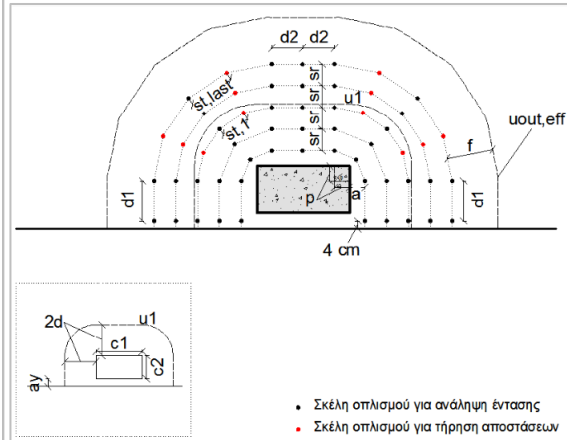 d2 d2
sr
st,last
sr
u1
sr
st,1
sr
uout,eff
f
d1
p
a
d1
4 cm
2d
u1
c1
c2
ay
• Σκέλη οπλισμού για ανάληψη έντασης
• Σκέλη οπλισμού για τήρηση αποστάσεων